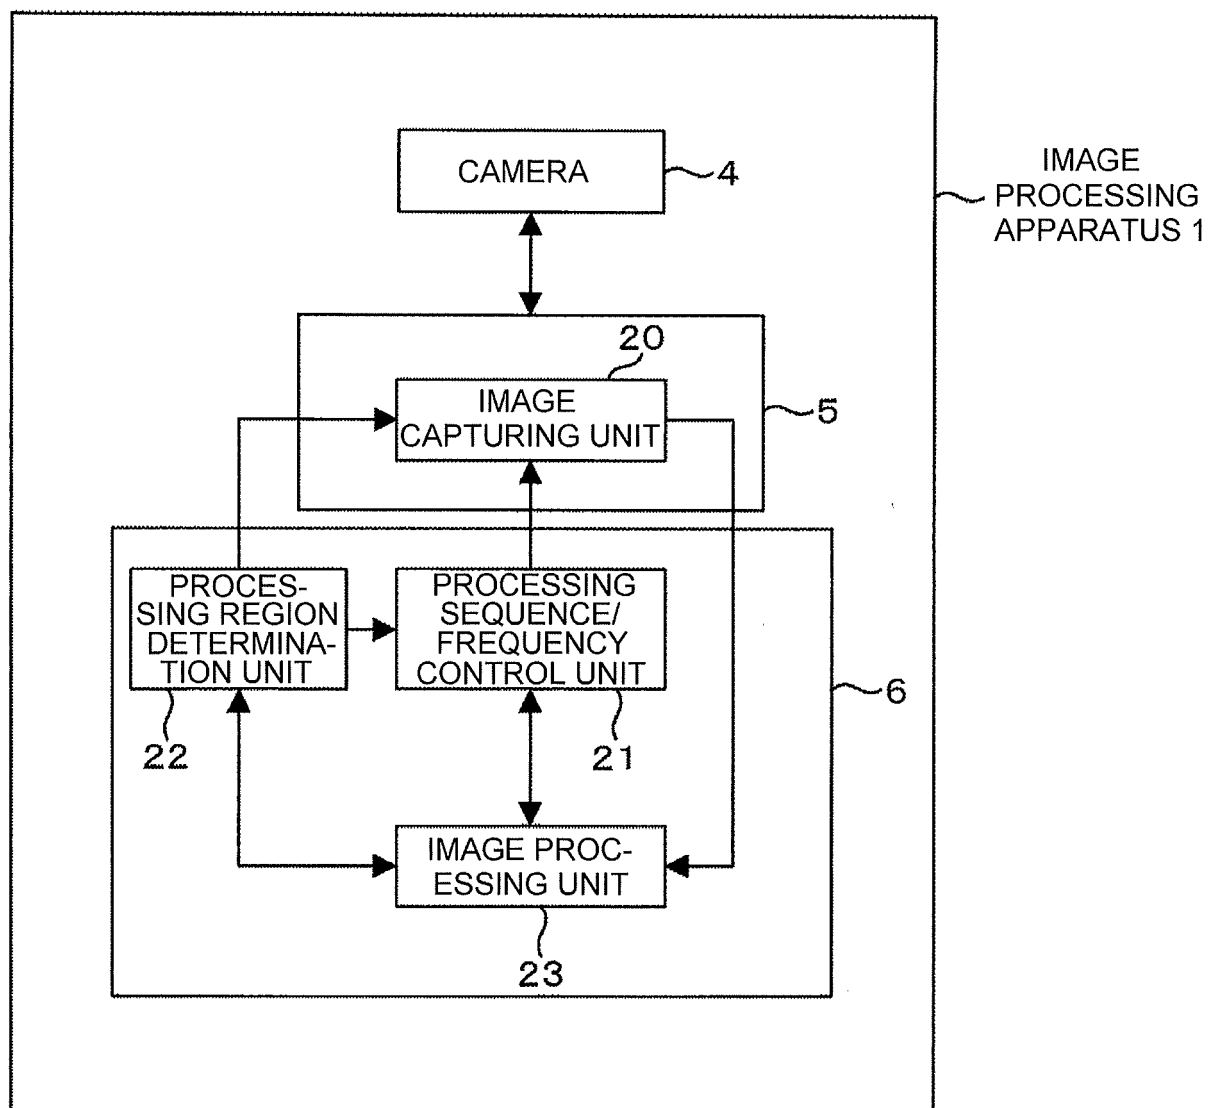 CAMERA
4
IMAGE
PROCESSING
APPARATUS 1
20
IMAGE
CAPTURING UNIT
5
PROCES-
SING REGION
DETERMINA-
TION UNIT
PROCESSING
SEQUENCE/
FREQUENCY
CONTROL UNIT
6
22
21
IMAGE PROC-
ESSING UNIT
23